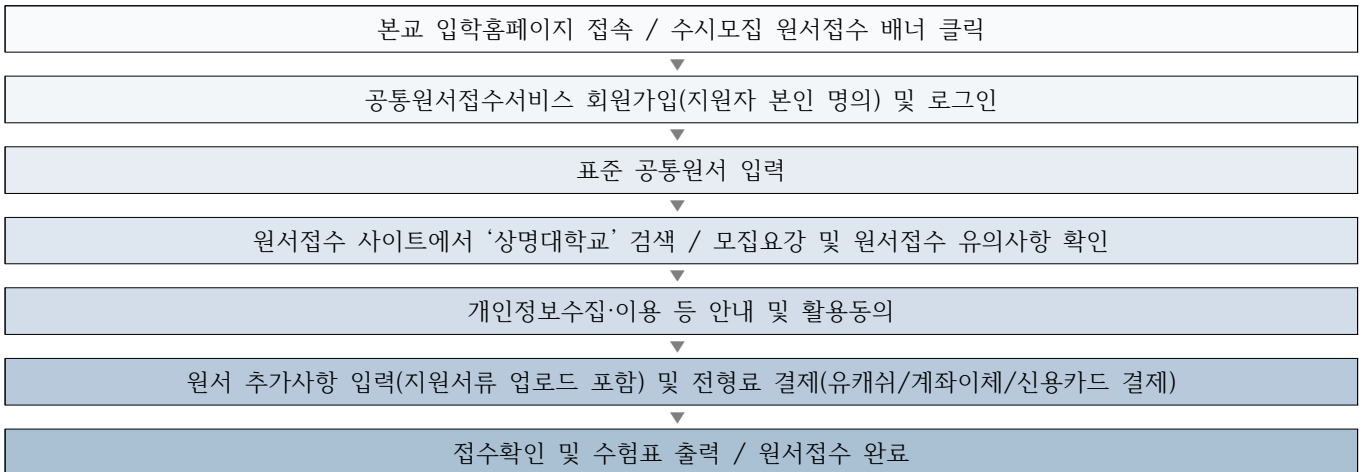 본교 입학홈페이지 접속 / 수시모집 원서접수 배너 클릭
공통원서접수서비스 회원가입(지원자 본인 명의) 및 로그인
표준 공통원서 입력
원서접수 사이트에서 ‘상명대학교’ 검색 / 모집요강 및 원서접수 유의사항 확인
개인정보수집·이용 등 안내 및 활용동의
원서 추가사항 입력(지원서류 업로드 포함) 및 전형료 결제(유캐쉬/계좌이체/신용카드 결제)
접수확인 및 수험표 출력 / 원서접수 완료